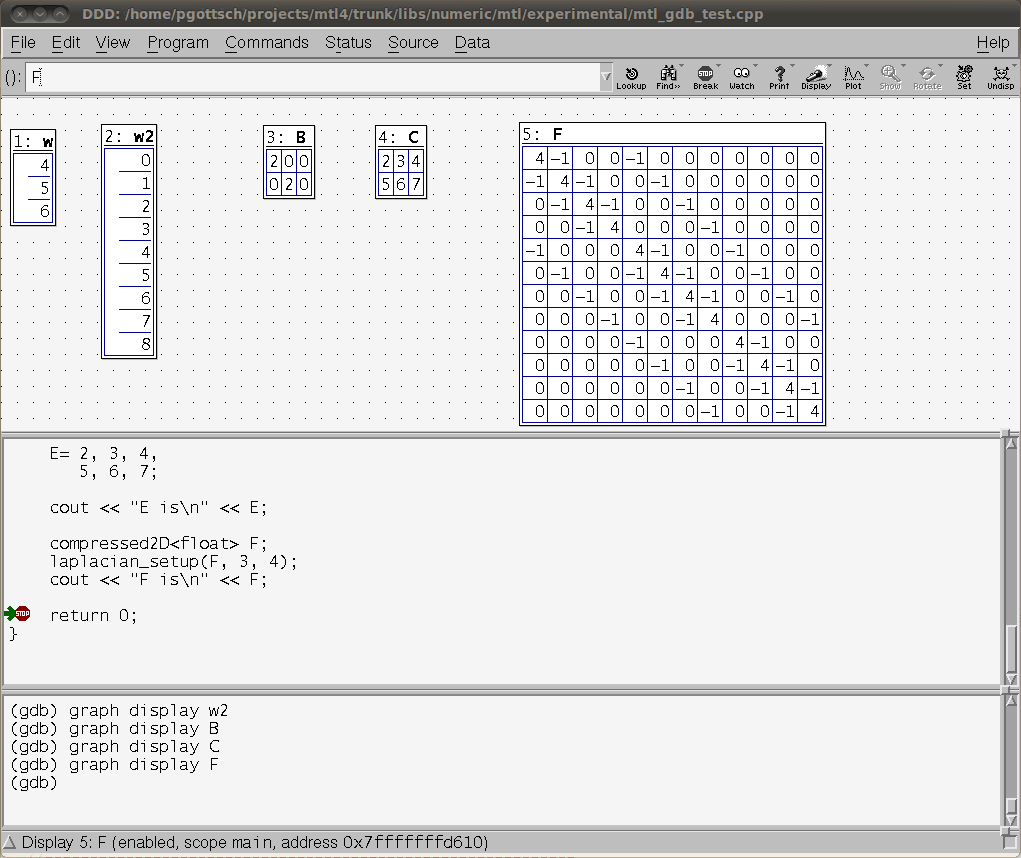 DDD: /home/pgottsch/projects/mtl4/trunk/libs/numeric/mtl/experimental/mtl_gdb_test.cpp
File Edit View Program Commands Status Source Data Help
(): F Lookup Find>> Break Watch Print Display Plot Show Rotate Set Undisp
1: w
4
5
6
2: w2
0
1
2
3
4
5
6
7
8
3: B
2 0 0
0 2 0
4: C
2 3 4
5 6 7
5: F
4 -1 0 0 -1 0 0 0 0 0 0 0
-1 4 -1 0 0 -1 0 0 0 0 0 0
0 -1 4 -1 0 0 -1 0 0 0 0 0
0 0 -1 4 0 0 0 -1 0 0 0 0
-1 0 0 0 4 -1 0 0 -1 0 0 0
0 -1 0 0 -1 4 -1 0 0 -1 0 0
0 0 -1 0 0 -1 4 -1 0 0 -1 0
0 0 0 -1 0 0 -1 4 0 0 0 -1
0 0 0 0 -1 0 0 0 4 -1 0 0
0 0 0 0 0 -1 0 0 -1 4 -1 0
0 0 0 0 0 0 -1 0 0 -1 4 -1
0 0 0 0 0 0 0 -1 0 0 -1 4
E= 2, 3, 4,
5, 6, 7;
cout << "E is\n" << E;
compressed2D<float> F;
laplacian_setup(F, 3, 4);
cout << "F is\n" << F;
STOP return 0;
}
(gdb) graph display w2
(gdb) graph display B
(gdb) graph display C
(gdb) graph display F
(gdb)
Display 5: F (enabled, scope main, address 0x7fffffffd610)